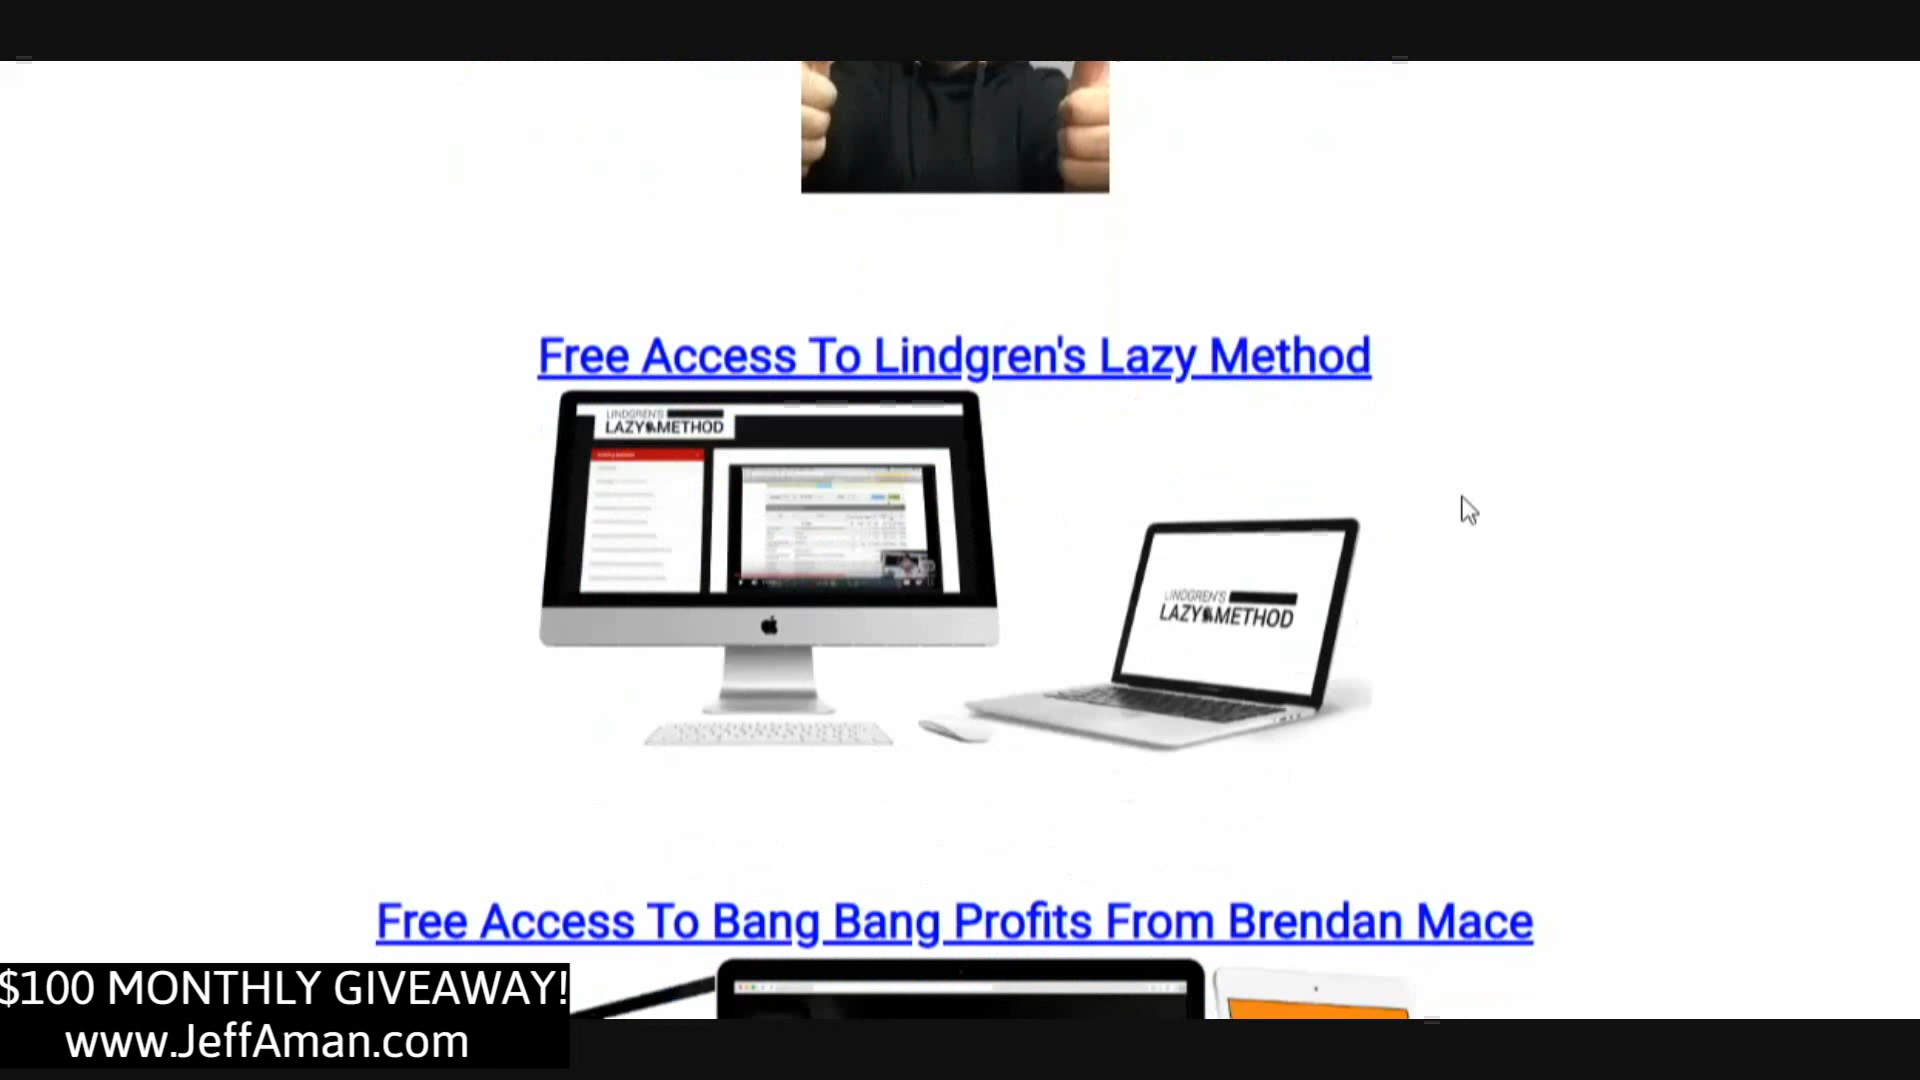 Free Access To Lindgren's Lazy Method
LINDGREN'S
LAZY METHOD
LINDGREN'S
LAZY METHOD
Free Access To Bang Bang Profits From Brendan Mace
$100 MONTHLY GIVEAWAY!
www.JeffAman.com